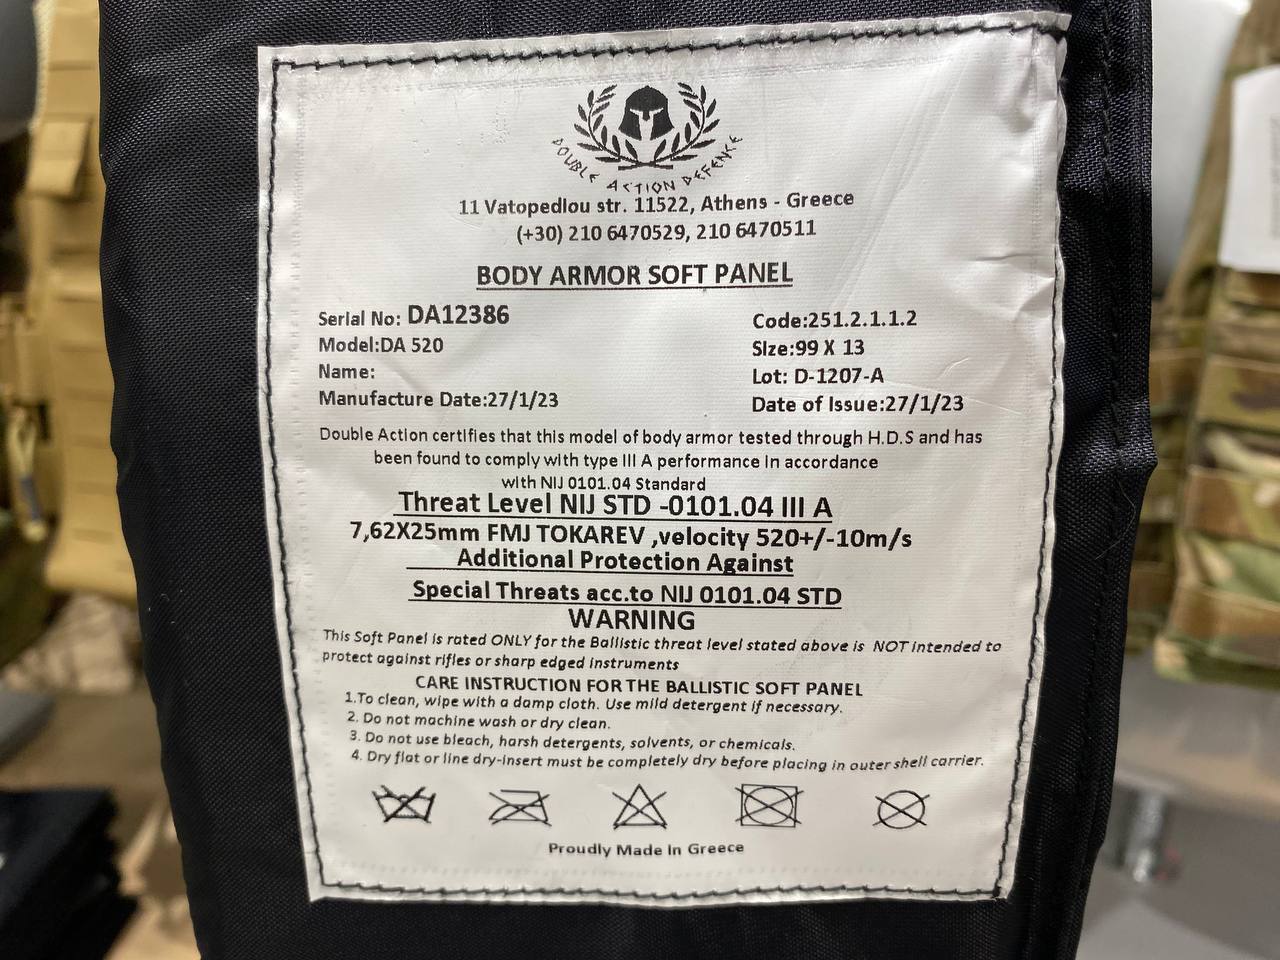 DOUBLE ACTION DEFENCE
11 Vatopedlou str. 11522, Athens - Greece
(+30) 210 6470529, 210 6470511
BODY ARMOR SOFT PANEL
Serial No: DA12386
Code:251.2.1.1.2
Model:DA 520
Size:99 X 13
Name:
Lot: D-1207-A
Manufacture Date:27/1/23
Date of Issue:27/1/23
Double Action certifies that this model of body armor tested through H.D.S and has
been found to comply with type III A performance in accordance
with NIJ 0101.04 Standard
Threat Level NIJ STD -0101.04 III A
7,62X25mm FMJ TOKAREV ,velocity 520+/-10m/s
Additional Protection Against
Special Threats acc.to NIJ 0101.04 STD
WARNING
This Soft Panel is rated ONLY for the Ballistic threat level stated above is NOT intended to
protect against rifles or sharp edged instruments
CARE INSTRUCTION FOR THE BALLISTIC SOFT PANEL
1.To clean, wipe with a damp cloth. Use mild detergent if necessary.
2. Do not machine wash or dry clean.
3. Do not use bleach, harsh detergents, solvents, or chemicals.
4. Dry flat or line dry-insert must be completely dry before placing in outer shell carrier.
Proudly Made In Greece